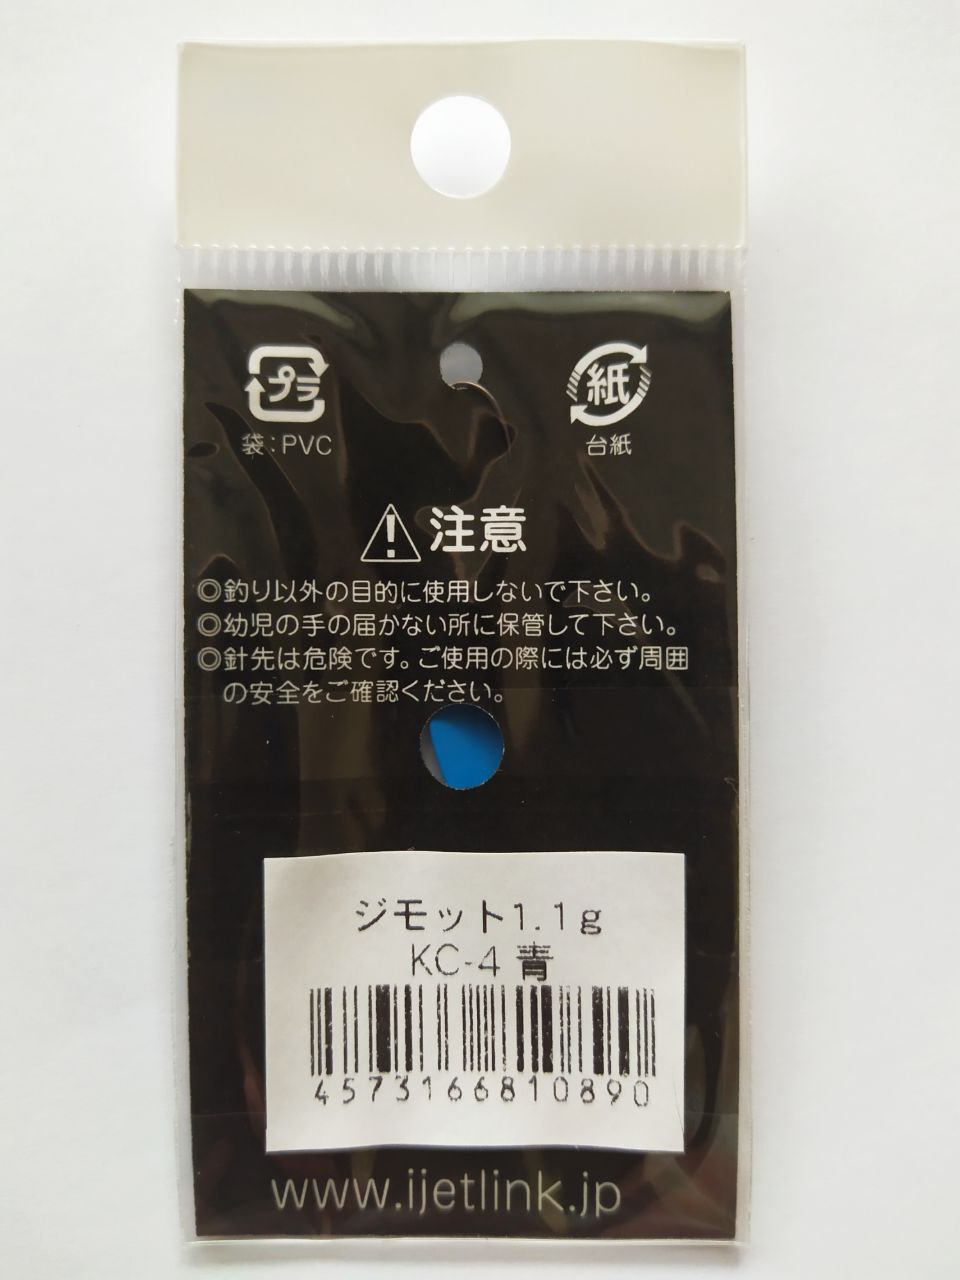 プラ
袋:PVC
紙
台紙
注意
◎釣り以外の目的に使用しないで下さい。
◎幼児の手の届かない所に保管して下さい。
◎針先は危険です。ご使用の際には必ず周囲
の安全をご確認ください。
ジモット1.1g
KC-4 青
4573166810890
www.ijetlink.jp